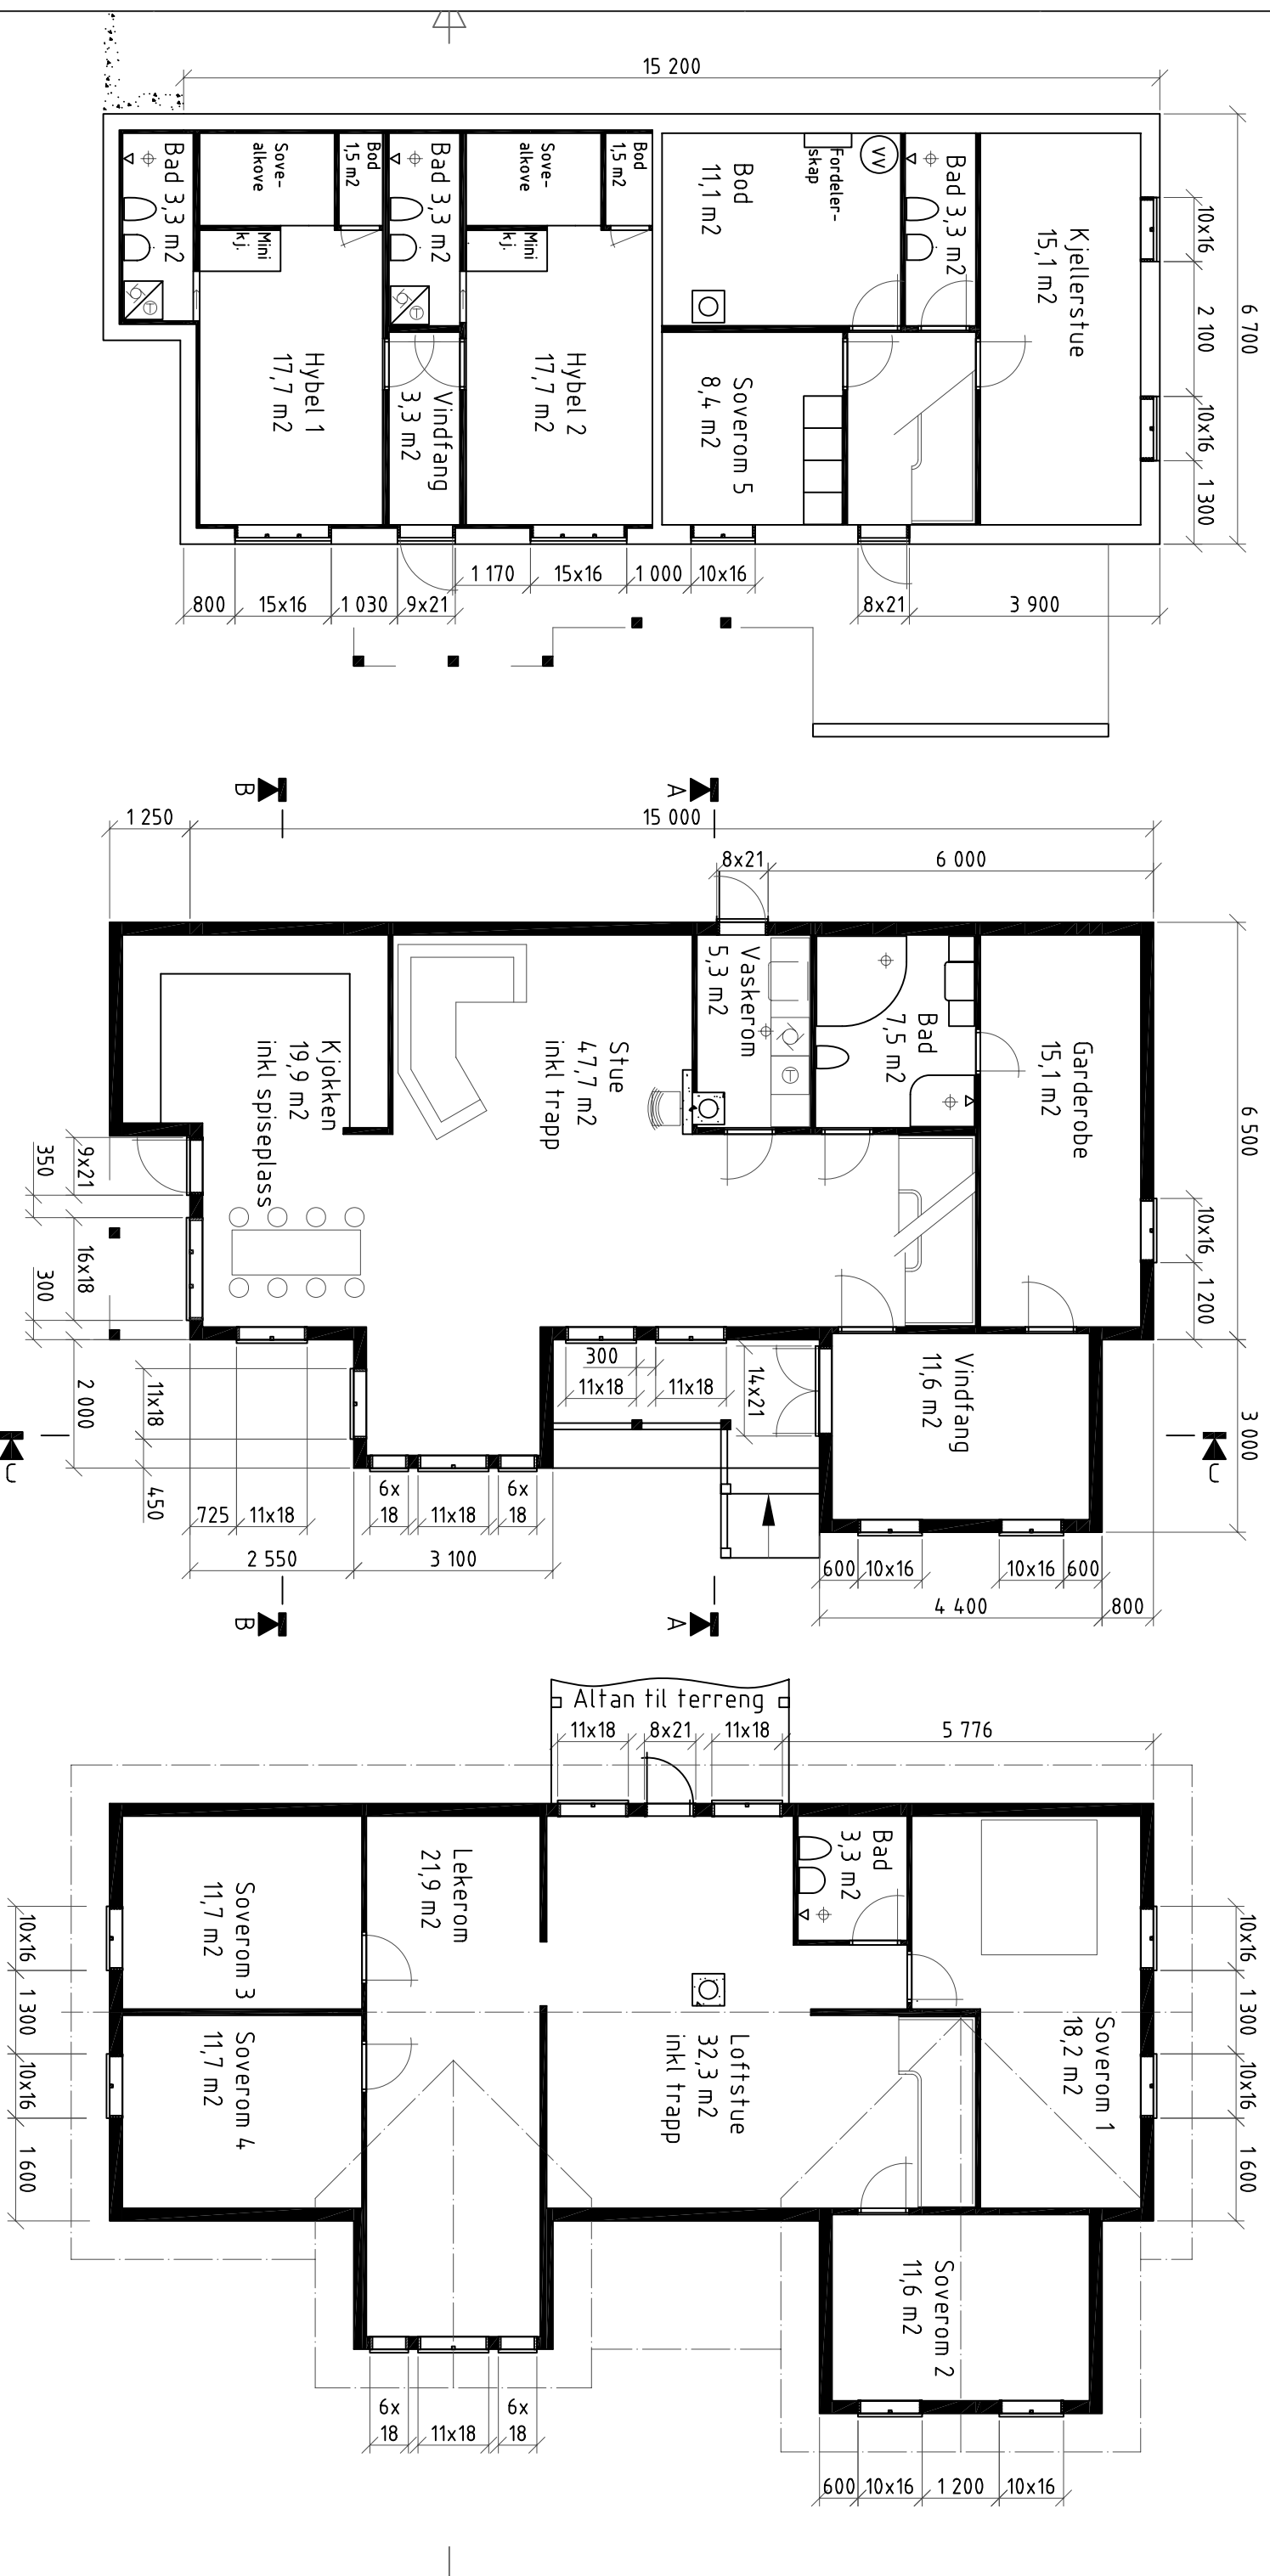 15 200
6 700
10x16
2 100
10x16
1 300
Kjellerstue
15,1 m2
Bad 3,3 m2
VV
Fordeler-
skap
Bod
11,1 m2
Soverom 5
8,4 m2
Bod
1,5 m2
Sove-
alkove
Mini
kj.
Hybel 2
17,7 m2
Bad 3,3 m2
T
Vindfang
3,3 m2
Bod
1,5 m2
Sove-
alkove
Mini
kj.
Hybel 1
17,7 m2
Bad 3,3 m2
T
1 170
15x16
1 000
10x16
800
15x16
1 030
9x21
8x21
3 900
B
A
1 250
15 000
8x21
6 000
6 500
10x16
1 200
3 000
Garderobe
15,1 m2
Bad
7,5 m2
Vaskerom
5,3 m2
T
Stue
47,7 m2
inkl trapp
Kjokken
19,9 m2
inkl spiseplass
Vindfang
11,6 m2
9x21
350
16x18
300
2 000
11x18
450
300
11x18
11x18
14x21
C
C
6x
18
11x18
6x
18
725
11x18
2 550
3 100
600
10x16
10x16
600
4 400
800
B
A
Altan til terreng
11x18
8x21
11x18
5 776
Bad
3,3 m2
Lekerom
21,9 m2
Soverom 3
11,7 m2
Soverom 4
11,7 m2
Loftstue
32,3 m2
inkl trapp
Soverom 1
18,2 m2
Soverom 2
11,6 m2
10x16
1 300
10x16
1 600
10x16
1 300
10x16
1 600
6x
18
11x18
6x
18
600
10x16
1 200
10x16